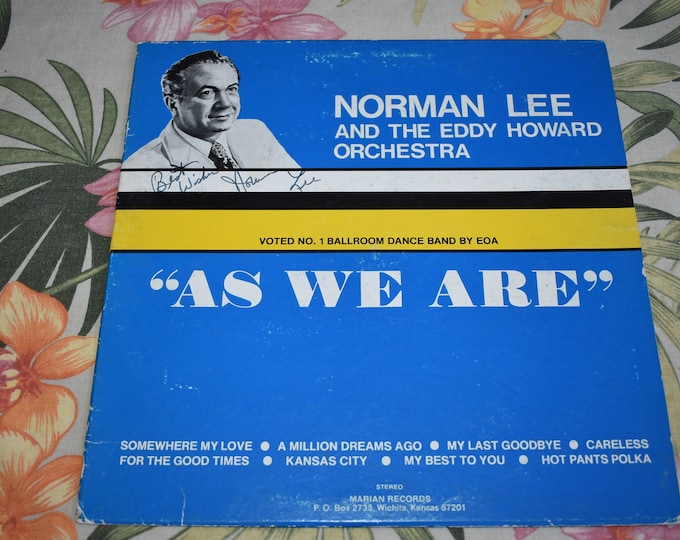 NORMAN LEE
AND THE EDDY HOWARD
ORCHESTRA
Best Wishes Norman Lee
VOTED NO. 1 BALLROOM DANCE BAND BY EOA
"AS WE ARE"
SOMEWHERE MY LOVE • A MILLION DREAMS AGO • MY LAST GOODBYE • CARELESS
FOR THE GOOD TIMES • KANSAS CITY • MY BEST TO YOU • HOT PANTS POLKA
STEREO
MARIAN RECORDS
P. O. Box 2733, Wichita, Kansas 67201